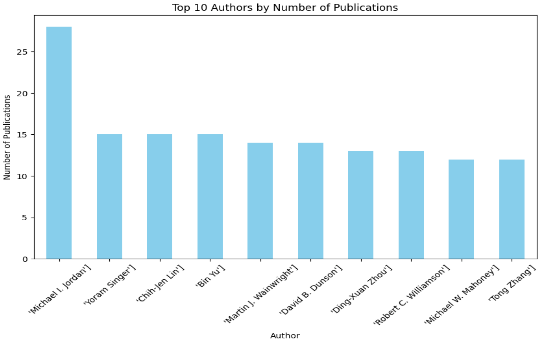 Top 10 Authors by Number of Publications
Number of Publications
25
20
15
10
5
0
'Michael I. Jordan']
'Yoram Singer']
'Chih-Jen Lin']
'Bin Yu']
'Martin J. Wainwright']
'David B. Dunson']
'Ding-Xuan Zhou']
'Robert C. Williamson']
'Michael W. Mahoney']
'Tong Zhang']
Author